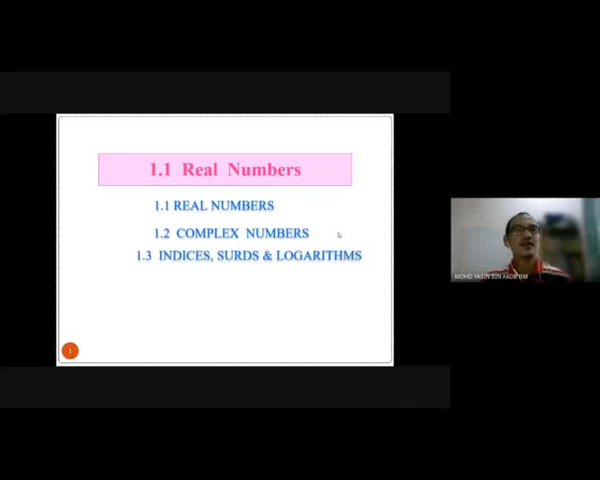 1.1 Real Numbers
1.1 REAL NUMBERS
1.2 COMPLEX NUMBERS
1.3 INDICES, SURDS & LOGARITHMS
1
MOHD YASIN BIN